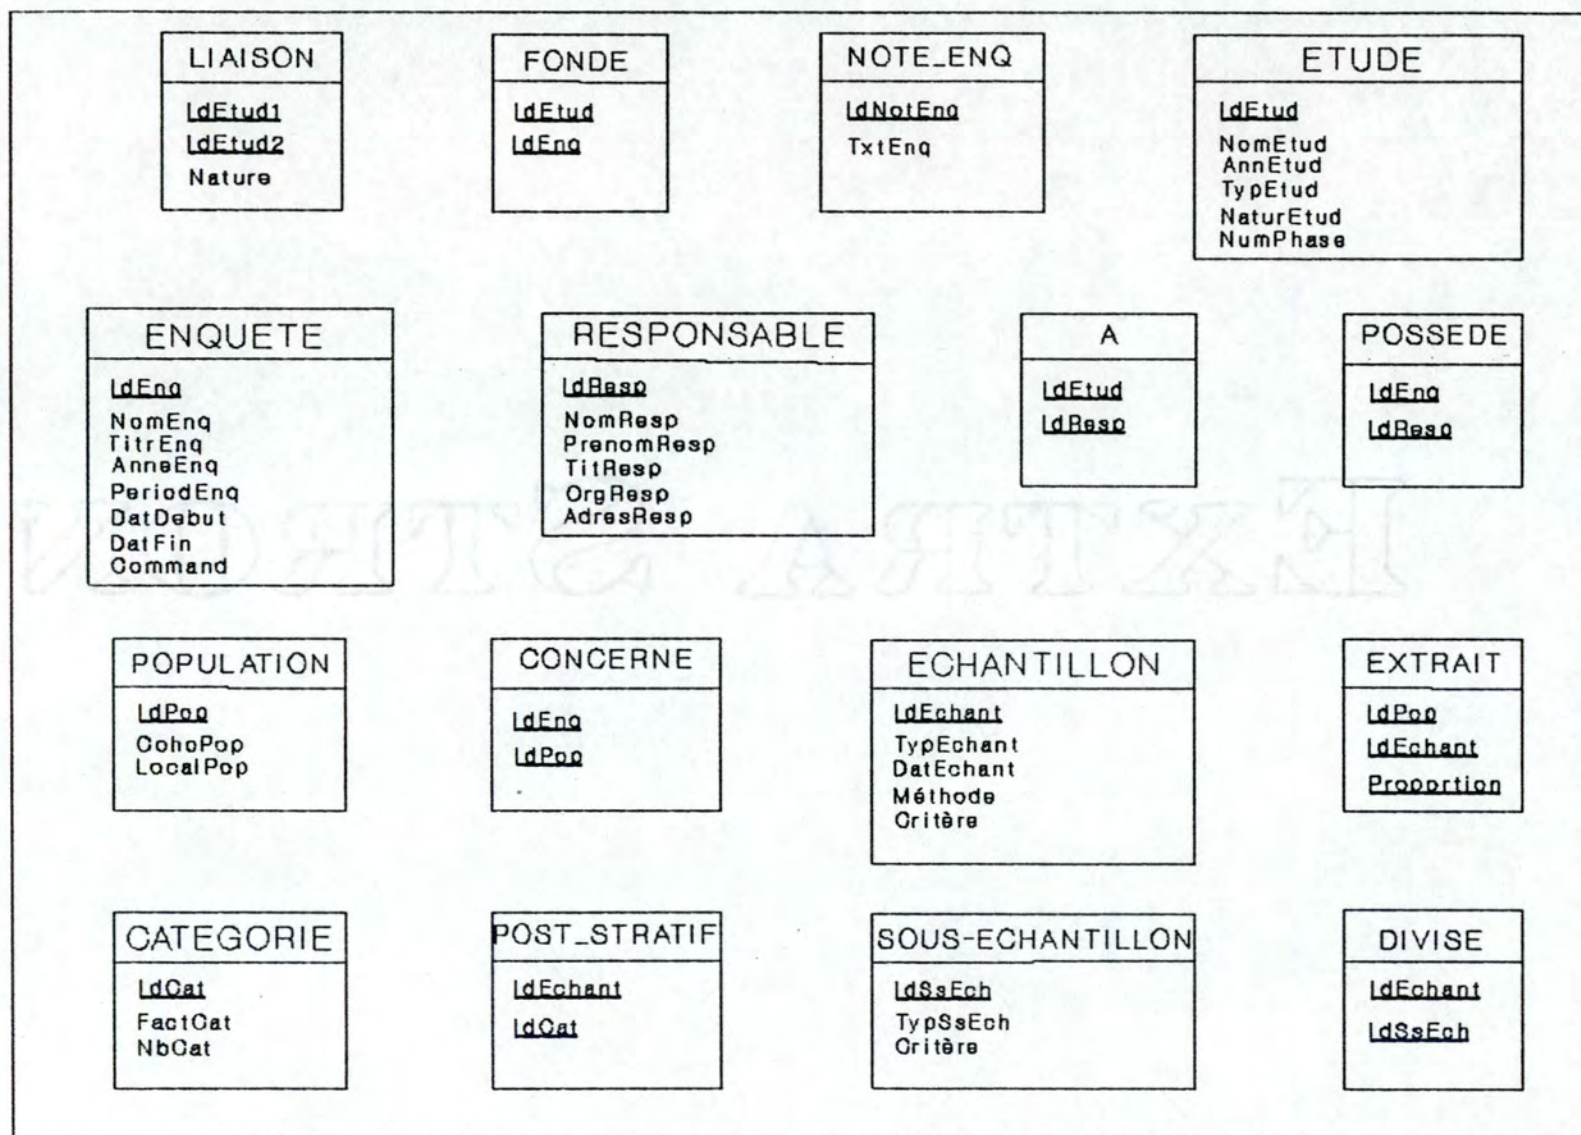 LIAISON
IdEtud1
IdEtud2
Nature
FONDE
IdEtud
IdEnq
NOTE_ENQ
IdNotEnq
TxtEnq
ETUDE
IdEtud
NomEtud
AnnEtud
TypEtud
NaturEtud
NumPhase
ENQUETE
IdEnq
NomEnq
TitrEnq
AnneEnq
PeriodEnq
DatDebut
DatFin
Command
RESPONSABLE
IdResp
NomResp
PrenomResp
TitResp
OrgResp
AdresResp
A
IdEtud
IdResp
POSSEDE
IdEnq
IdResp
POPULATION
IdPop
CohoPop
LocalPop
CONCERNE
IdEnq
IdPop
ECHANTILLON
IdEchant
TypEchant
DatEchant
Méthode
Critère
EXTRAIT
IdPop
IdEchant
Proportion
CATEGORIE
IdCat
FactCat
NbCat
POST_STRATIF
IdEchant
IdCat
SOUS-ECHANTILLON
IdSsEch
TypSsEch
Critère
DIVISE
IdEchant
IdSsEch
EXTRA STRON